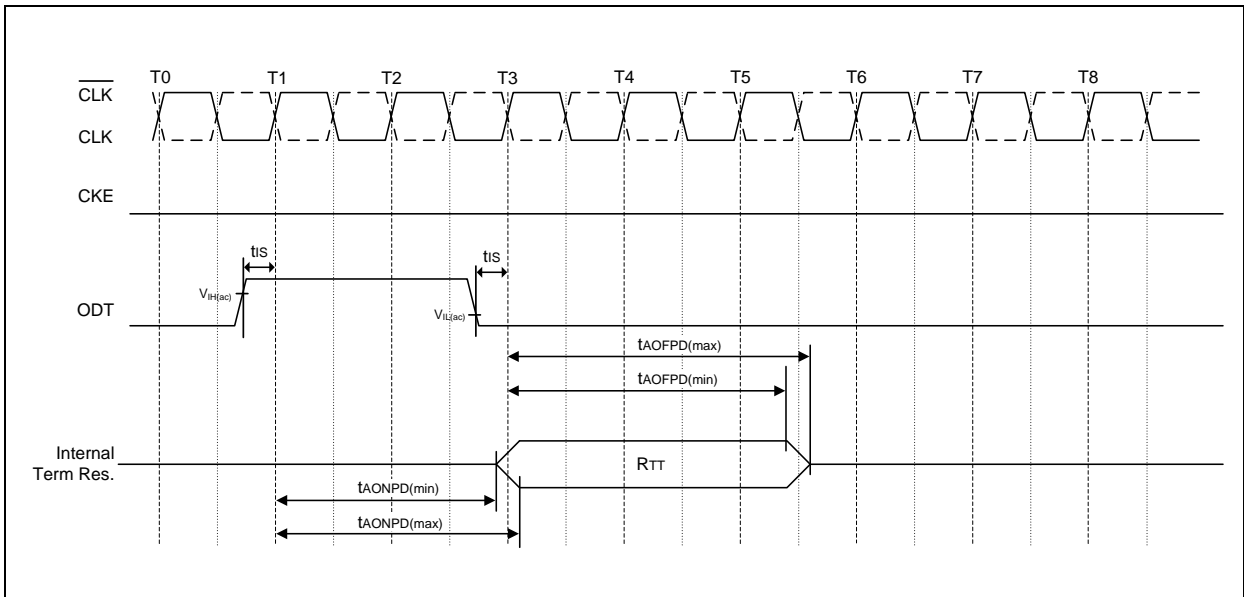 T0 T1 T2 T3 T4 T5 T6 T7 T8
CLK
CLK
CKE
tIS tIS
VIH(ac)
ODT
VIL(ac)
tAOFPD(max)
tAOFPD(min)
Internal
Term Res.
RTT
tAONPD(min)
tAONPD(max)